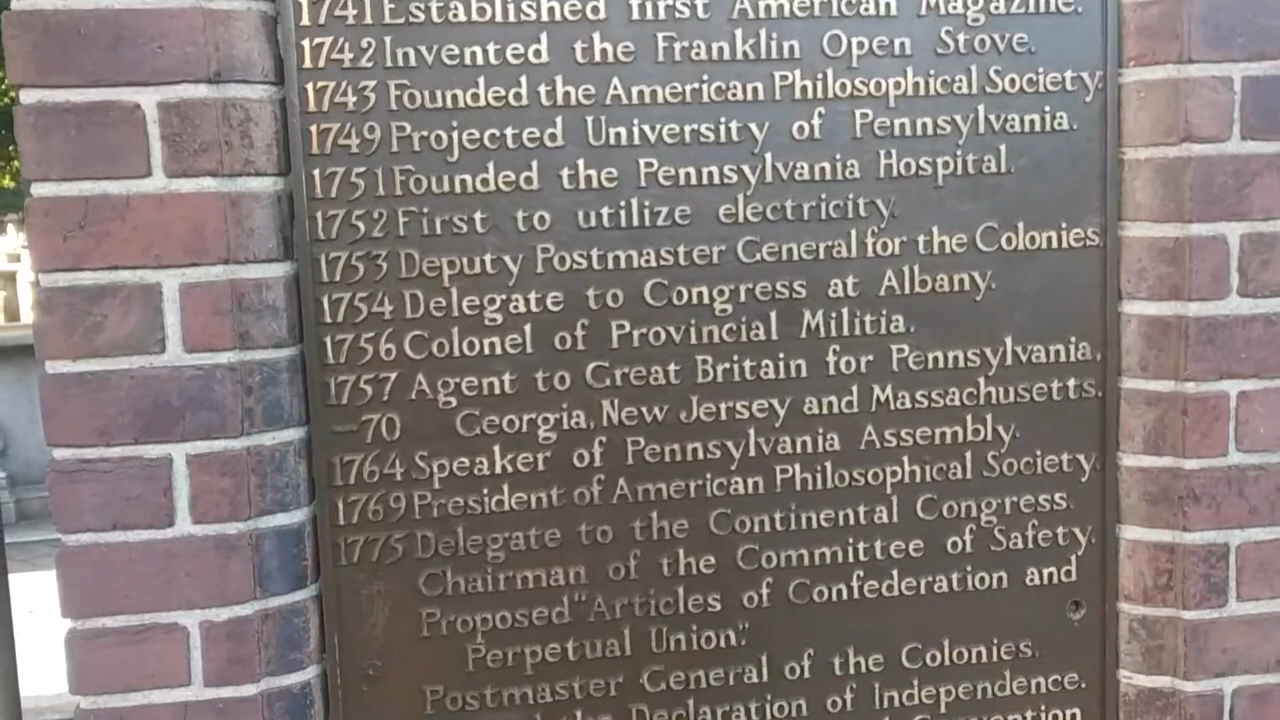 1741 Established first American Magazine.
1742 Invented the Franklin Open Stove.
1743 Founded the American Philosophical Society.
1749 Projected University of Pennsylvania.
1751 Founded the Pennsylvania Hospital.
1752 First to utilize electricity.
1753 Deputy Postmaster General for the Colonies.
1754 Delegate to Congress at Albany.
1756 Colonel of Provincial Militia.
1757 Agent to Great Britain for Pennsylvania,
-70 Georgia, New Jersey and Massachusetts.
1764 Speaker of Pennsylvania Assembly.
1769 President of American Philosophical Society.
1775 Delegate to the Continental Congress.
Chairman of the Committee of Safety.
Proposed "Articles of Confederation and
Perpetual Union."
Postmaster General of the Colonies.
the Declaration of Independence.